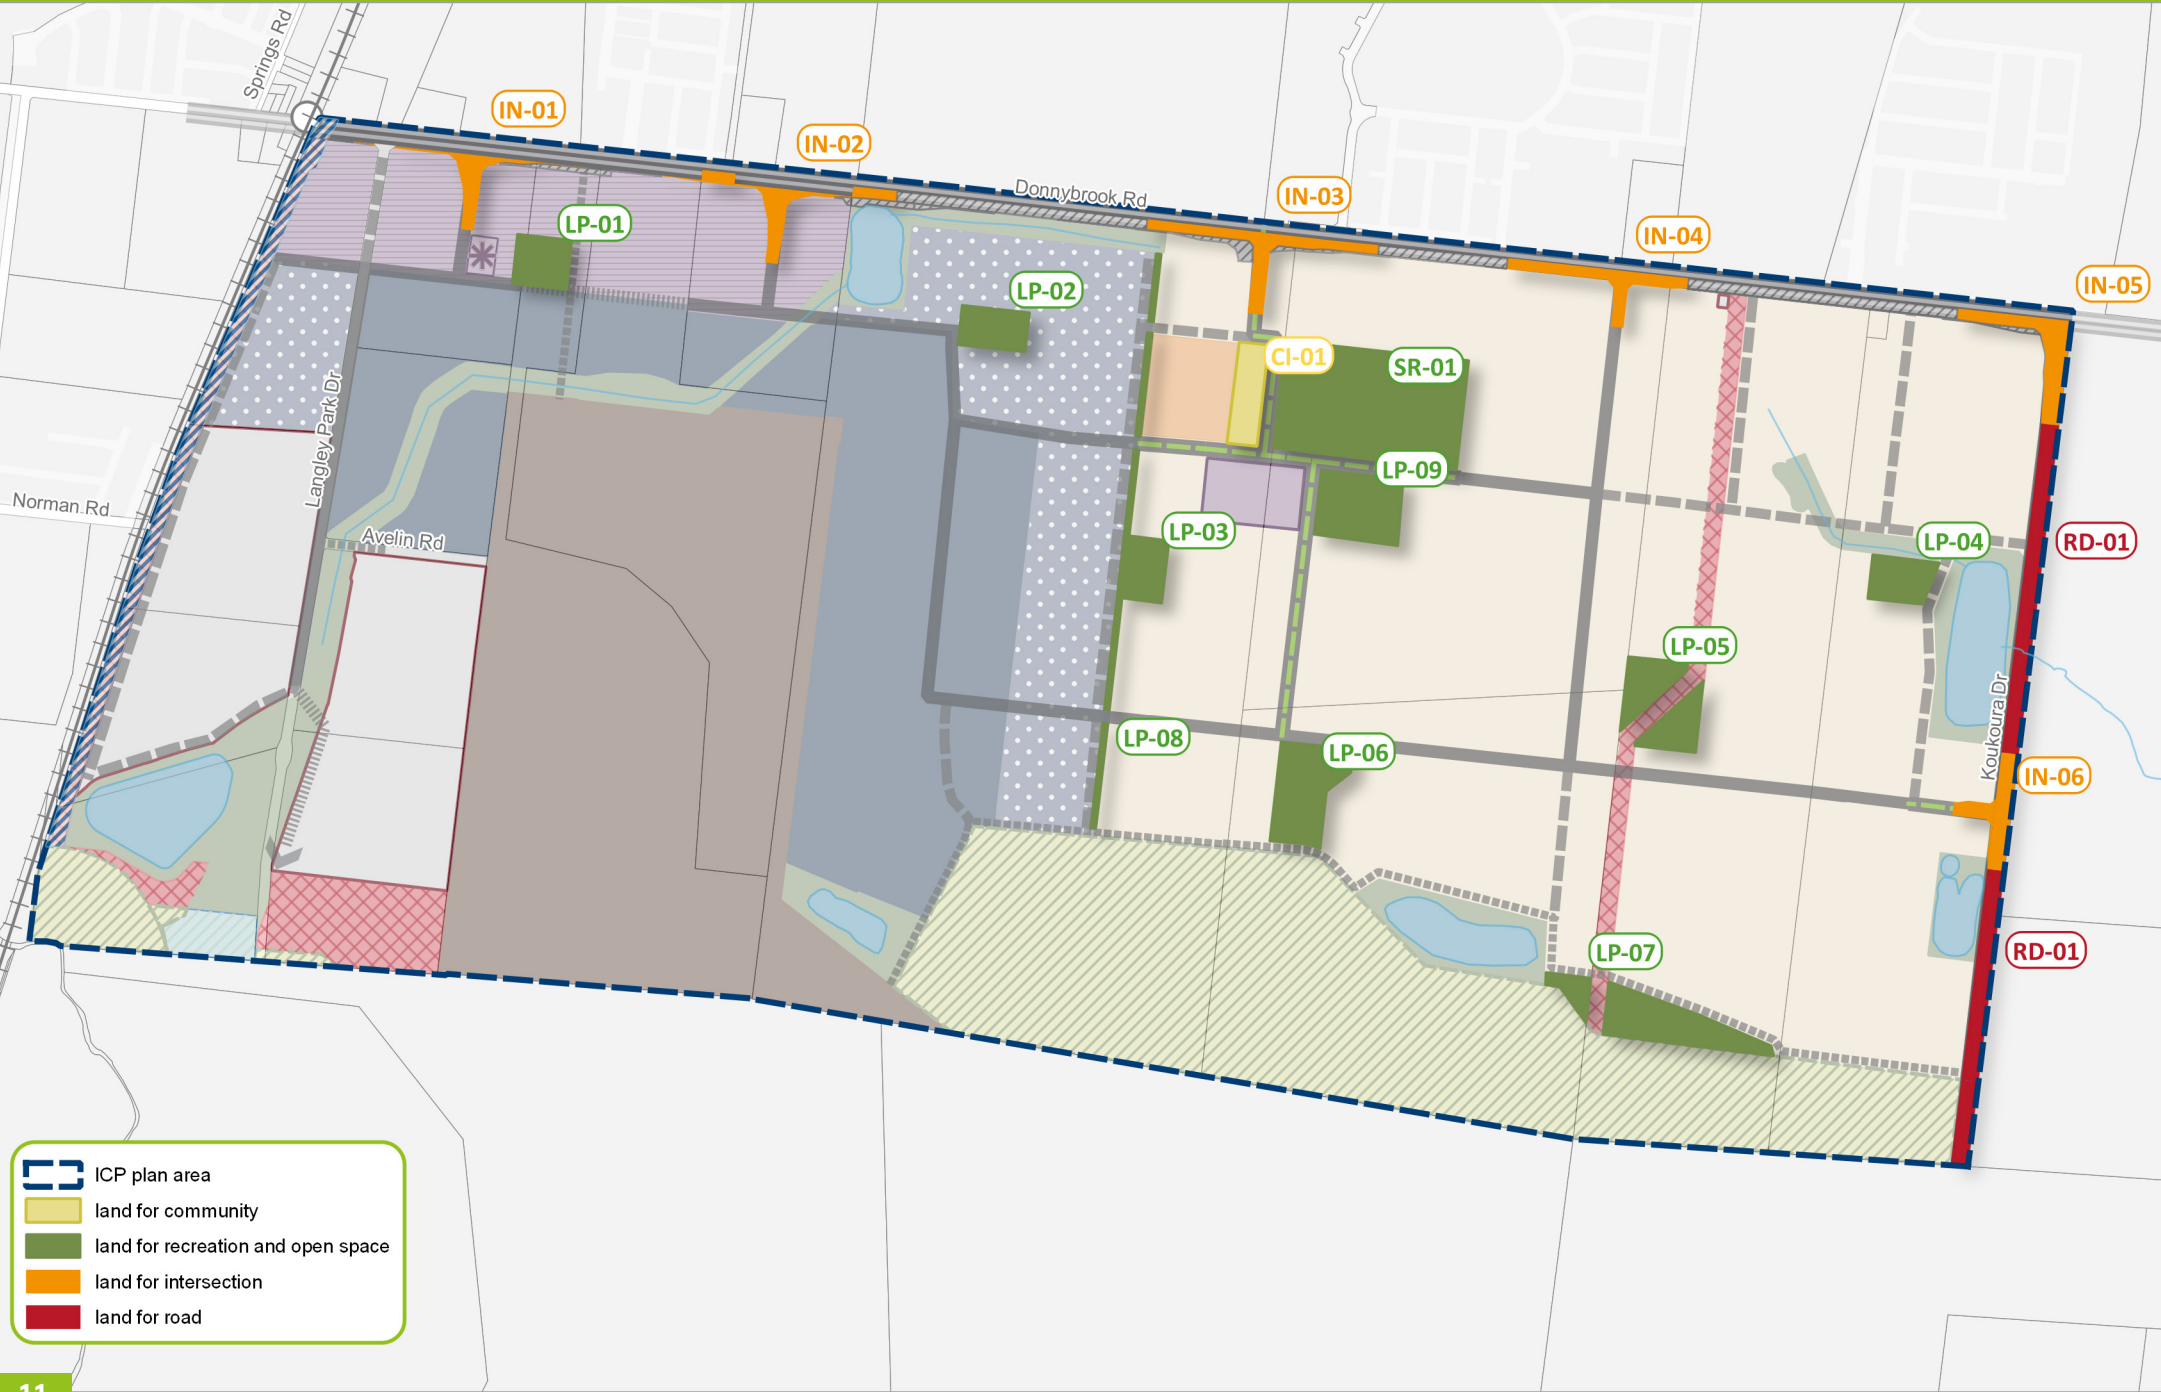 Springs Rd
IN-01
IN-02
Donnybrook Rd
IN-03
IN-04
IN-05
LP-01
LP-02
CI-01
SR-01
Langley Park Dr
LP-09
Norman Rd
Avelin Rd
LP-03
LP-04
RD-01
LP-05
LP-08
LP-06
Koukoura Dr
IN-06
LP-07
RD-01
ICP plan area
land for community
land for recreation and open space
land for intersection
land for road
11